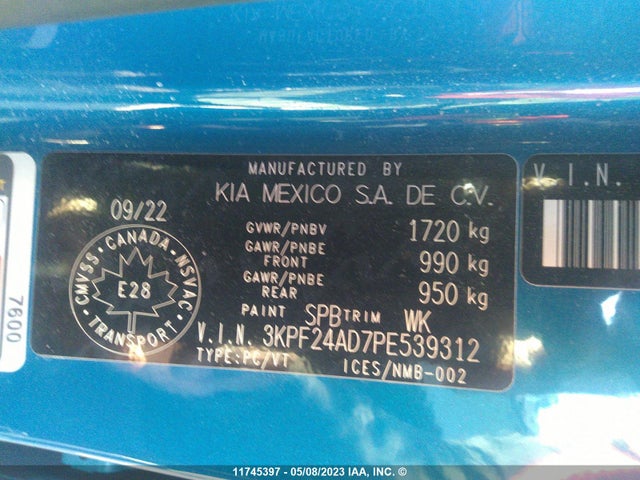 MANUFACTURED BY
KIA MEXICO S.A. DE C.V.
09/22
GVWR/PNBV 1720 kg
GAWR/PNBE FRONT 990 kg
GAWR/PNBE REAR 950 kg
PAINT SPB TRIM WK
V.I.N. 3KPF24AD7PE539312
TYPE:PC/VT ICES/NMB-002
CANADA
CMVSS · NSVAC
E28
TRANSPORT
7600
V.I.N.
11745397 - 05/08/2023 IAA, INC. ©